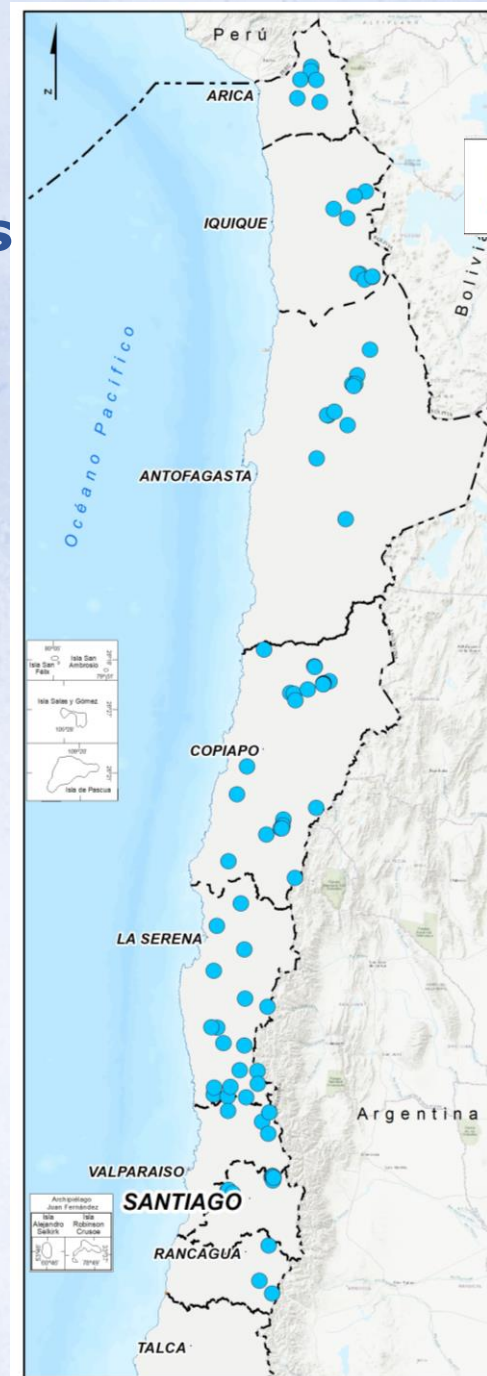 Perú
N
ARICA
s
IQUIQUE
Bolivia
Océano Pacífico
ANTOFAGASTA
Isla San Félix
Isla San Ambrosio
Isla Salas y Gómez
Isla de Pascua
COPIAPO
LA SERENA
Argentina
VALPARAISO
SANTIAGO
Archipiélago
Juan Fernández
Isla
Alejandro
Selkirk
Isla
Robinson
Crusoe
RANCAGUA
TALCA